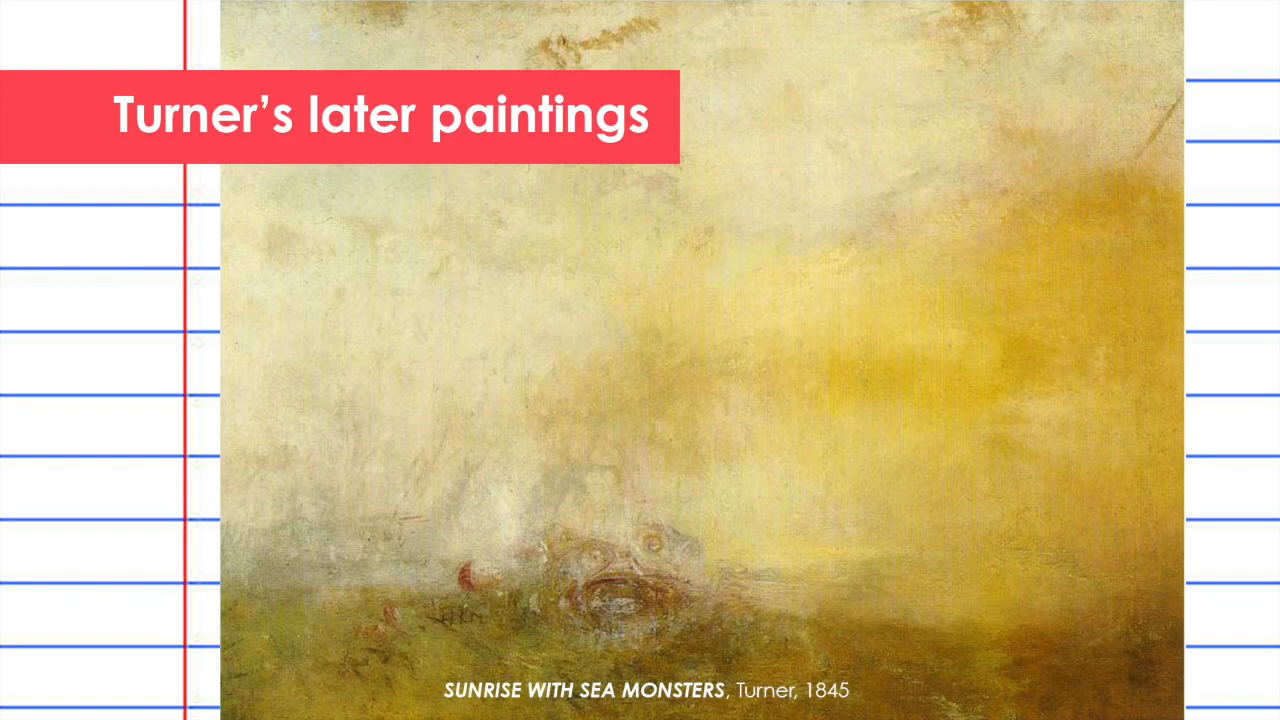 Turner’s later paintings
SUNRISE WITH SEA MONSTERS, Turner, 1845